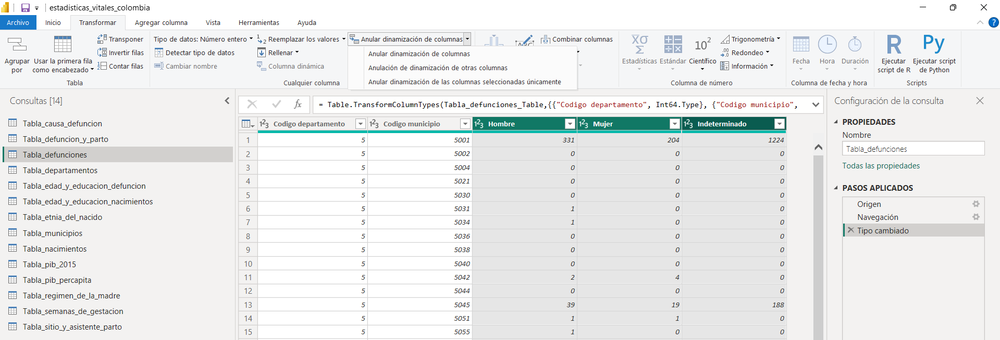 estadisticas_vitales_colombia
Archivo Inicio Transformar Agregar columna Vista Herramientas Ayuda
Agrupar por
Usar la primera fila como encabezado
Transponer
Invertir filas
Contar filas
Tabla
Tipo de datos: Número entero
Detectar tipo de datos
Cambiar nombre
Reemplazar los valores
Rellenar
Columna dinámica
Cualquier columna
Anular dinamización de columnas
Anular dinamización de columnas
Anulación de dinamización de otras columnas
Anular dinamización de las columnas seleccionadas únicamente
Combinar columnas
Estadísticas
Estándar
10²
Científico
Trigonometría
Redondeo
Información
Columna de número
Fecha
Hora
Duración
Columna de fecha y hora
R
Ejecutar script de R
Py
Ejecutar script de Python
Scripts
Consultas [14]
Tabla_causa_defuncion
Tabla_defuncion_y_parto
Tabla_defunciones
Tabla_departamentos
Tabla_edad_y_educacion_defuncion
Tabla_edad_y_educacion_nacimientos
Tabla_etnia_del_nacido
Tabla_municipios
Tabla_nacimientos
Tabla_pib_2015
Tabla_pib_percapita
Tabla_regimen_de_la_madre
Tabla_semanas_de_gestacion
Tabla_sitio_y_asistente_parto
fx = Table.TransformColumnTypes(Tabla_defunciones_Table,{{"Codigo departamento", Int64.Type}, {"Codigo municipio",
Codigo departamento Codigo municipio Hombre Mujer Indeterminado
1 5 5001 331 204 1224
2 5 5002 0 0 0
3 5 5004 0 0 0
4 5 5021 0 0 0
5 5 5030 0 0 0
6 5 5031 1 0 0
7 5 5034 1 0 0
8 5 5036 0 0 0
9 5 5038 0 0 0
10 5 5040 0 0 0
11 5 5042 2 4 0
12 5 5044 0 0 0
13 5 5045 39 19 188
14 5 5051 1 1 0
15 5 5055 1 0 0
Configuración de la consulta
PROPIEDADES
Nombre
Tabla_defunciones
Todas las propiedades
PASOS APLICADOS
Origen
Navegación
Tipo cambiado